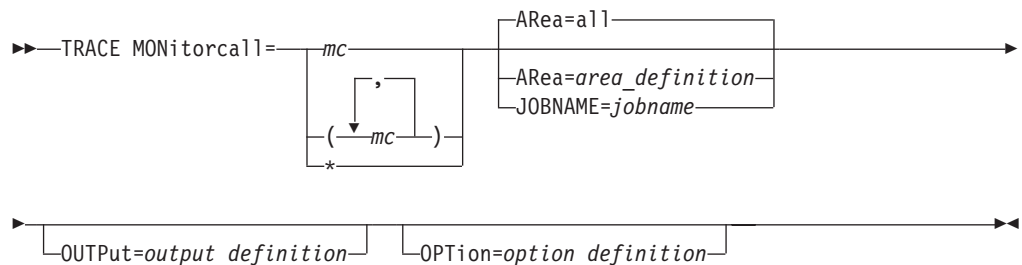 ARea=all
TRACE MONitorcall= mc
,
ARea=area_definition
JOBNAME=jobname
( mc )
*
OUTPut=output definition OPTion=option definition